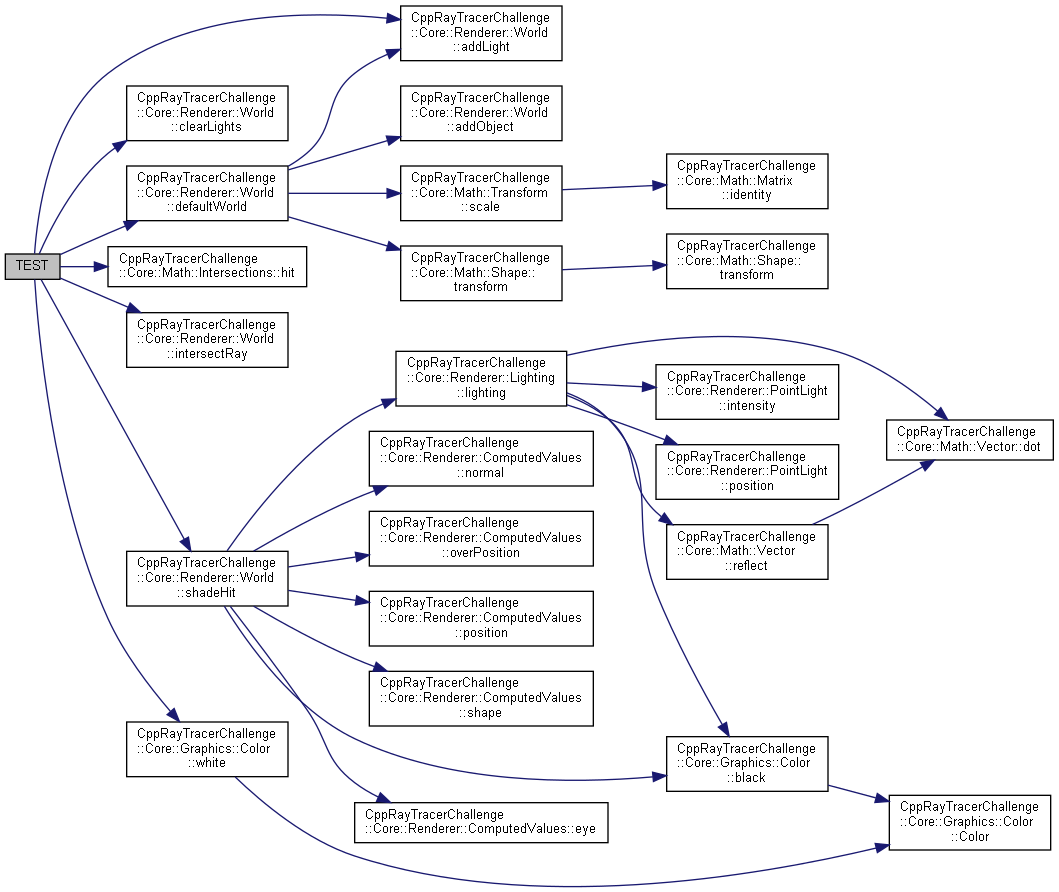 TEST
CppRayTracerChallenge
::Core::Renderer::World
::addLight
CppRayTracerChallenge
::Core::Renderer::World
::clearLights
CppRayTracerChallenge
::Core::Renderer::World
::defaultWorld
CppRayTracerChallenge
::Core::Math::Intersections::hit
CppRayTracerChallenge
::Core::Renderer::World
::intersectRay
CppRayTracerChallenge
::Core::Renderer::World
::shadeHit
CppRayTracerChallenge
::Core::Graphics::Color
::white
CppRayTracerChallenge
::Core::Renderer::World
::addObject
CppRayTracerChallenge
::Core::Math::Transform
::scale
CppRayTracerChallenge
::Core::Math::Shape::
transform
CppRayTracerChallenge
::Core::Math::Matrix
::identity
CppRayTracerChallenge
::Core::Math::Shape::
transform
CppRayTracerChallenge
::Core::Renderer::Lighting
::lighting
CppRayTracerChallenge
::Core::Renderer::ComputedValues
::normal
CppRayTracerChallenge
::Core::Renderer::ComputedValues
::overPosition
CppRayTracerChallenge
::Core::Renderer::ComputedValues
::position
CppRayTracerChallenge
::Core::Renderer::ComputedValues
::shape
CppRayTracerChallenge
::Core::Renderer::ComputedValues::eye
CppRayTracerChallenge
::Core::Renderer::PointLight
::intensity
CppRayTracerChallenge
::Core::Renderer::PointLight
::position
CppRayTracerChallenge
::Core::Math::Vector
::reflect
CppRayTracerChallenge
::Core::Graphics::Color
::black
CppRayTracerChallenge
::Core::Math::Vector::dot
CppRayTracerChallenge
::Core::Graphics::Color
::Color